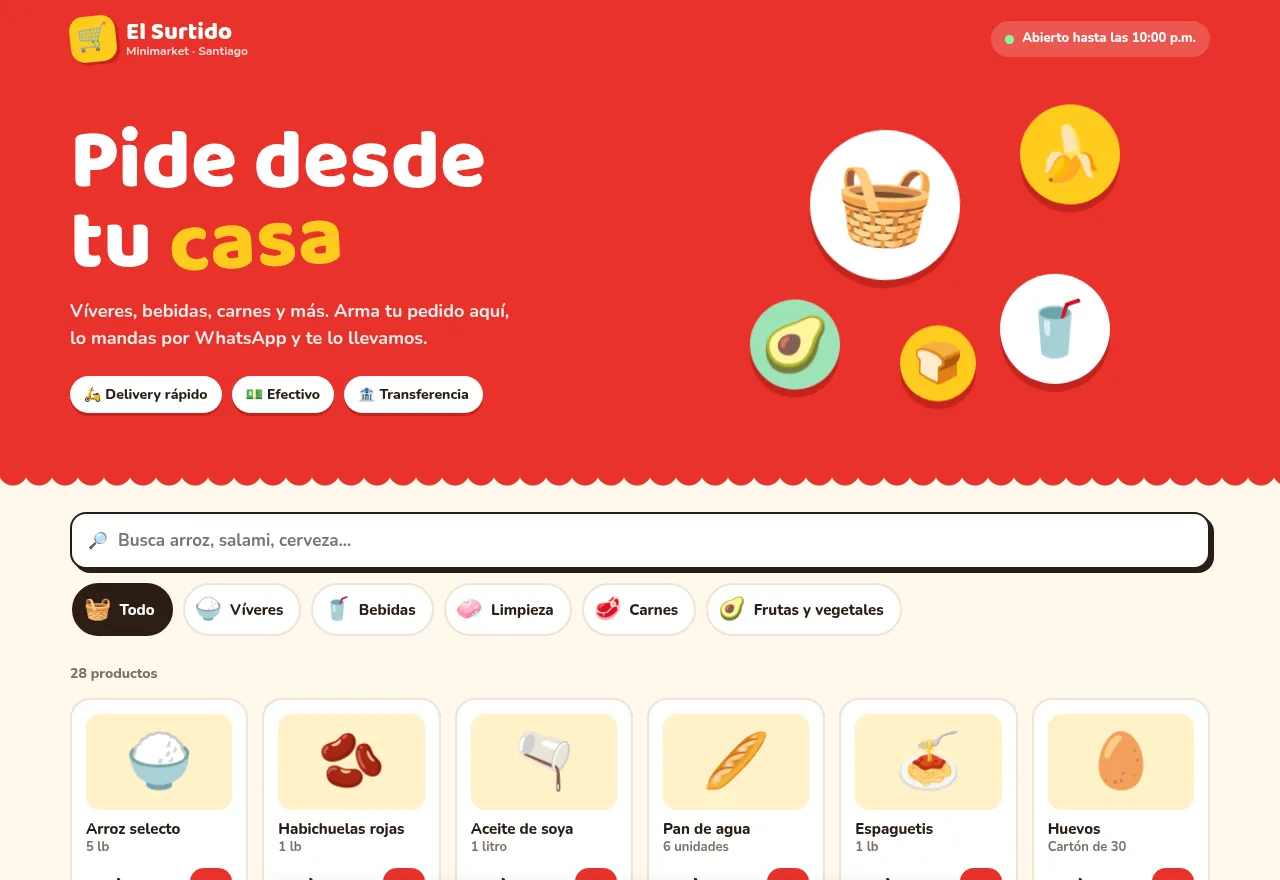 El Surtido
Minimarket · Santiago
Abierto hasta las 10:00 p.m.
Pide desde
tu casa
Víveres, bebidas, carnes y más. Arma tu pedido aquí,
lo mandas por WhatsApp y te lo llevamos.
Delivery rápido
Efectivo
Transferencia
Busca arroz, salami, cerveza...
Todo
Víveres
Bebidas
Limpieza
Carnes
Frutas y vegetales
28 productos
Arroz selecto
5 lb
Habichuelas rojas
1 lb
Aceite de soya
1 litro
Pan de agua
6 unidades
Espaguetis
1 lb
Huevos
Cartón de 30